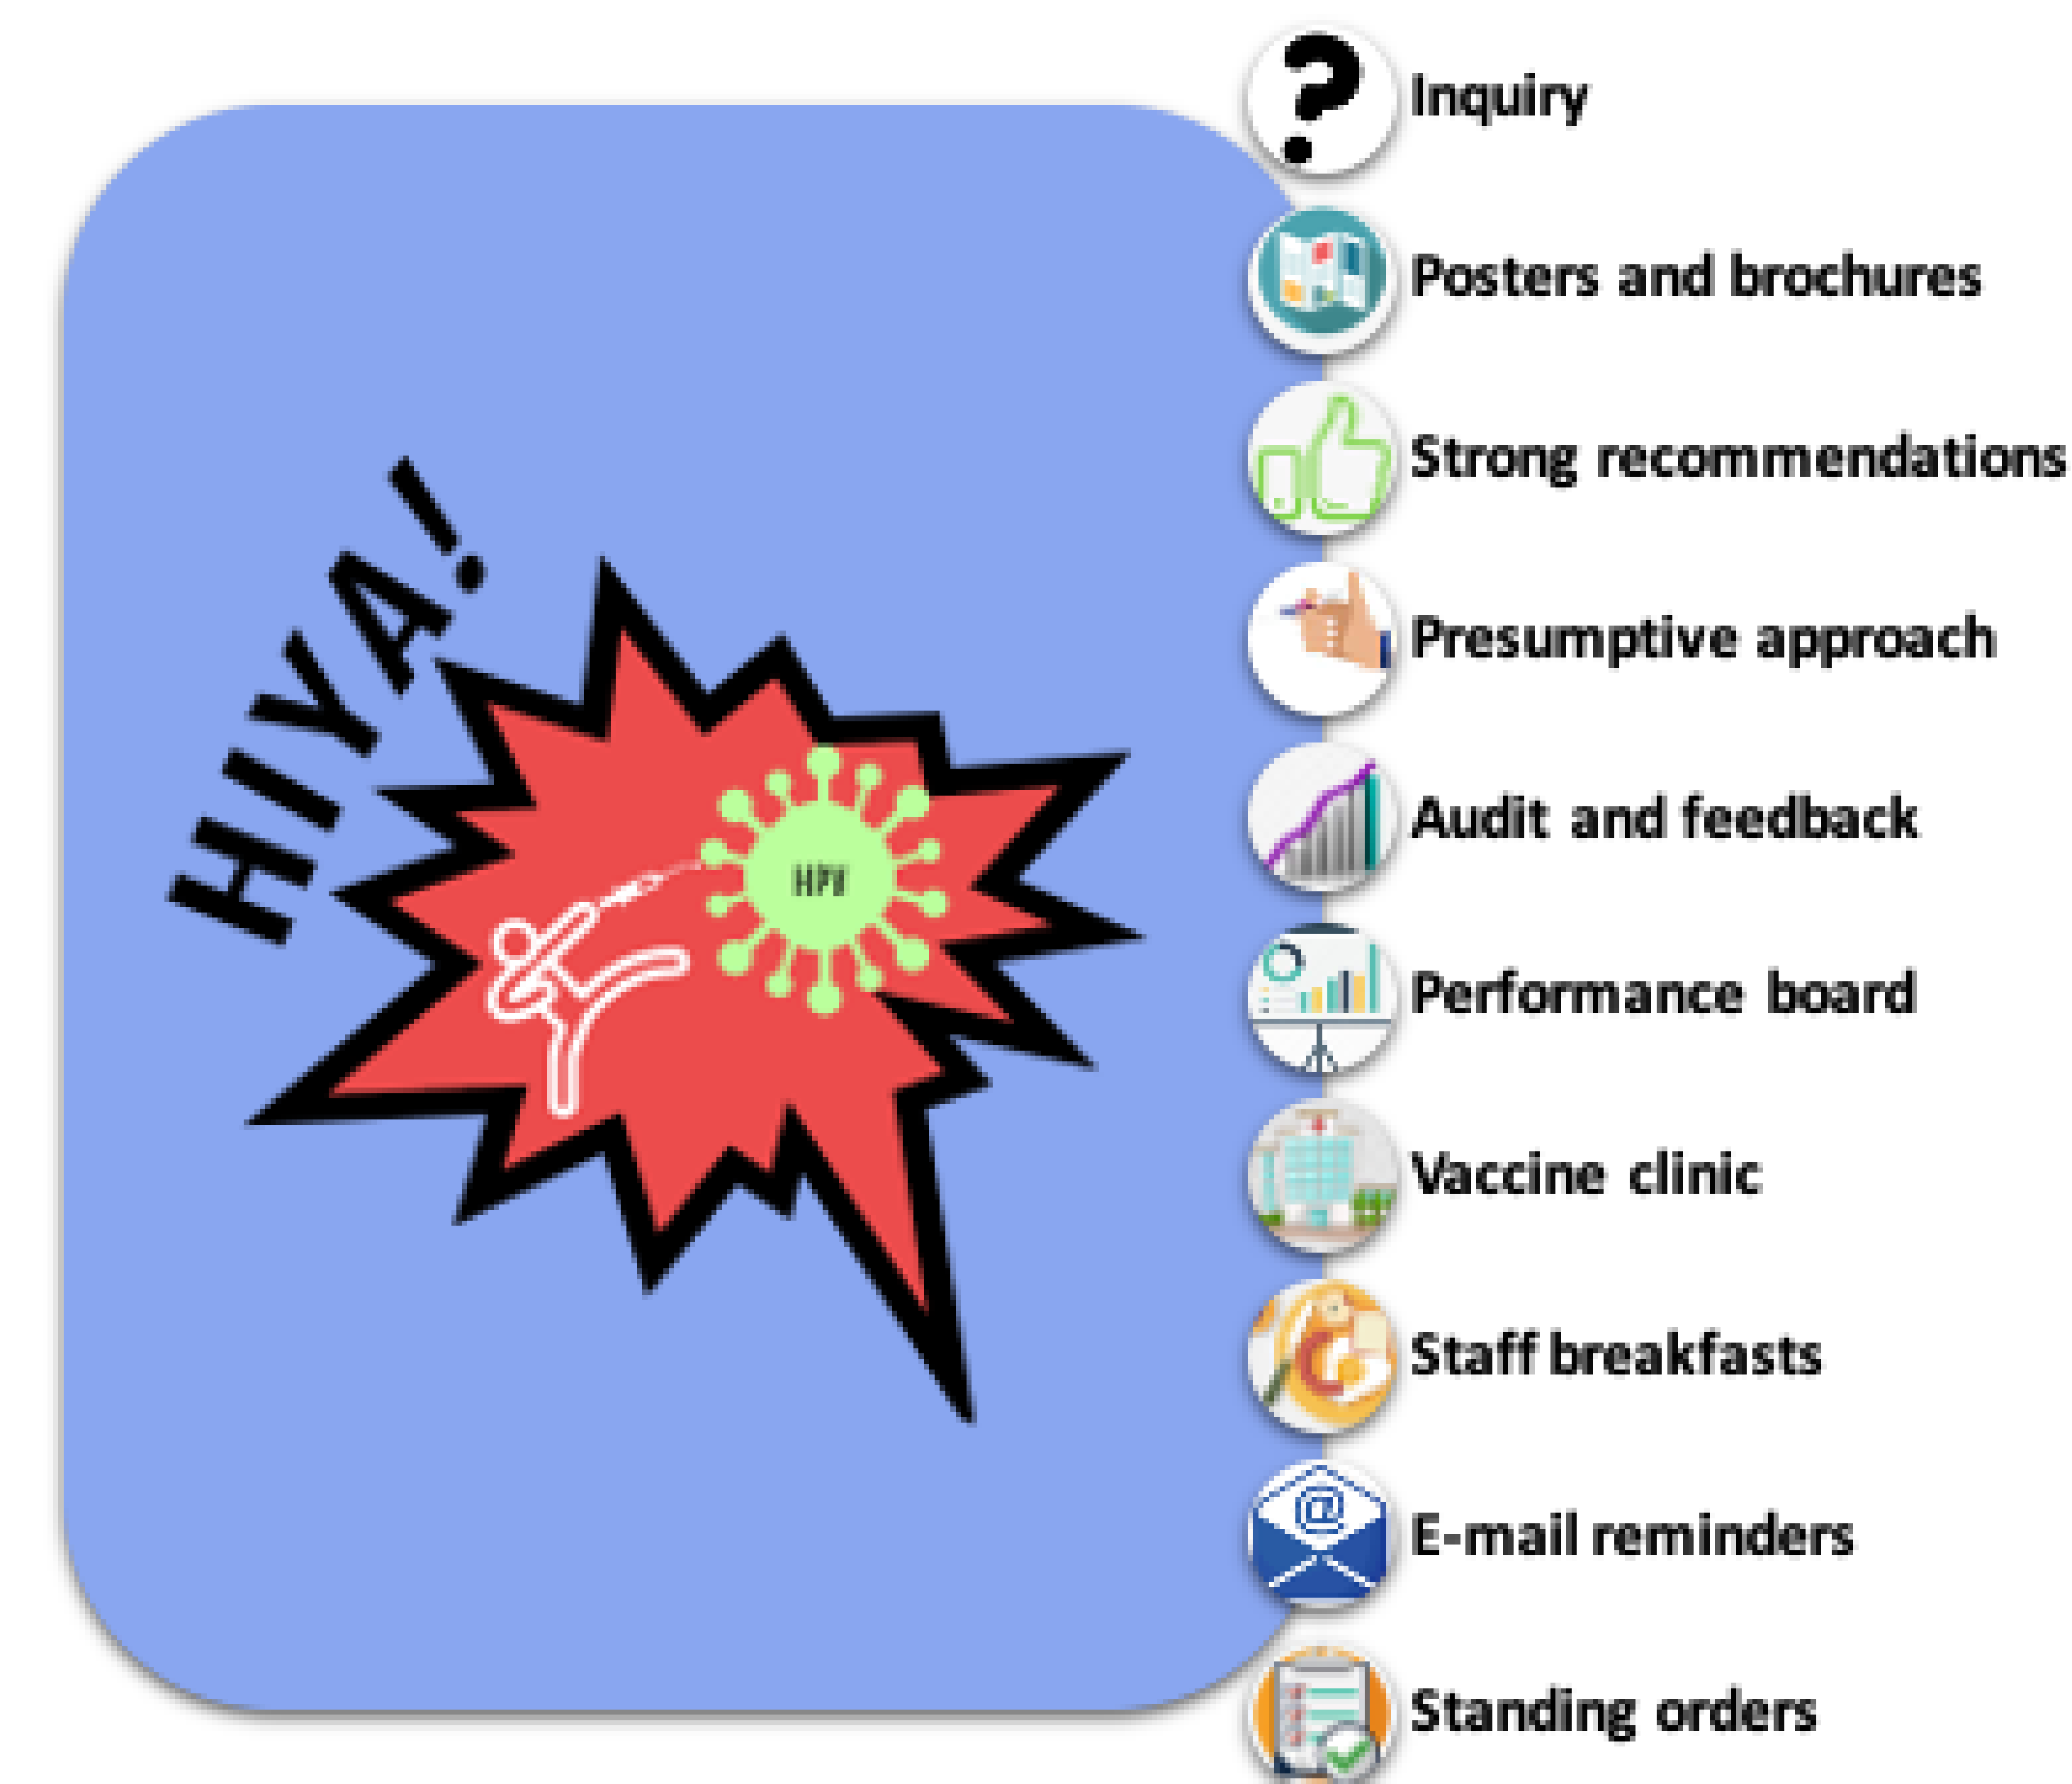 HIYA!
HPV
?
Inquiry
Posters and brochures
Strong recommendations
Presumptive approach
Audit and feedback
Performance board
Vaccine clinic
Staff breakfasts
@
E-mail reminders
Standing orders